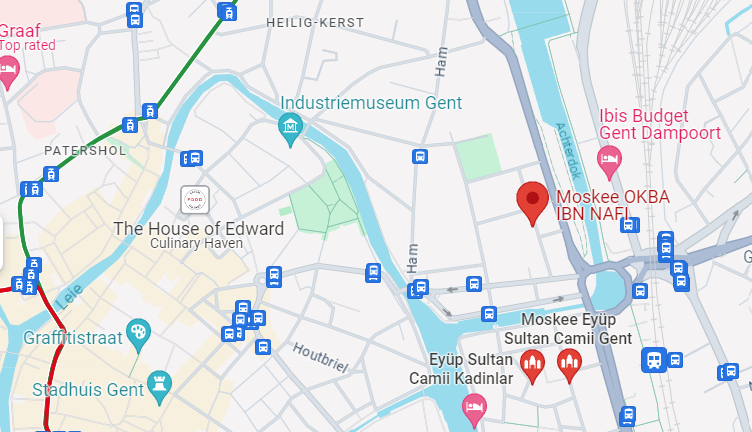 Graaf
Top rated
HEILIG-KERST
Ham
Industriemuseum Gent
Ibis Budget
Gent Dampoort
Achterdok
PATERSHOL
Moskee OKBA
IBN NAFI
FOOD
The House of Edward
Culinary Haven
Ham
G
Leie
Graffitistraat
Moskee Eyüp
Sultan Camii Gent
Houtbriel
Eyüp Sultan
Camii Kadinlar
Stadhuis Gent